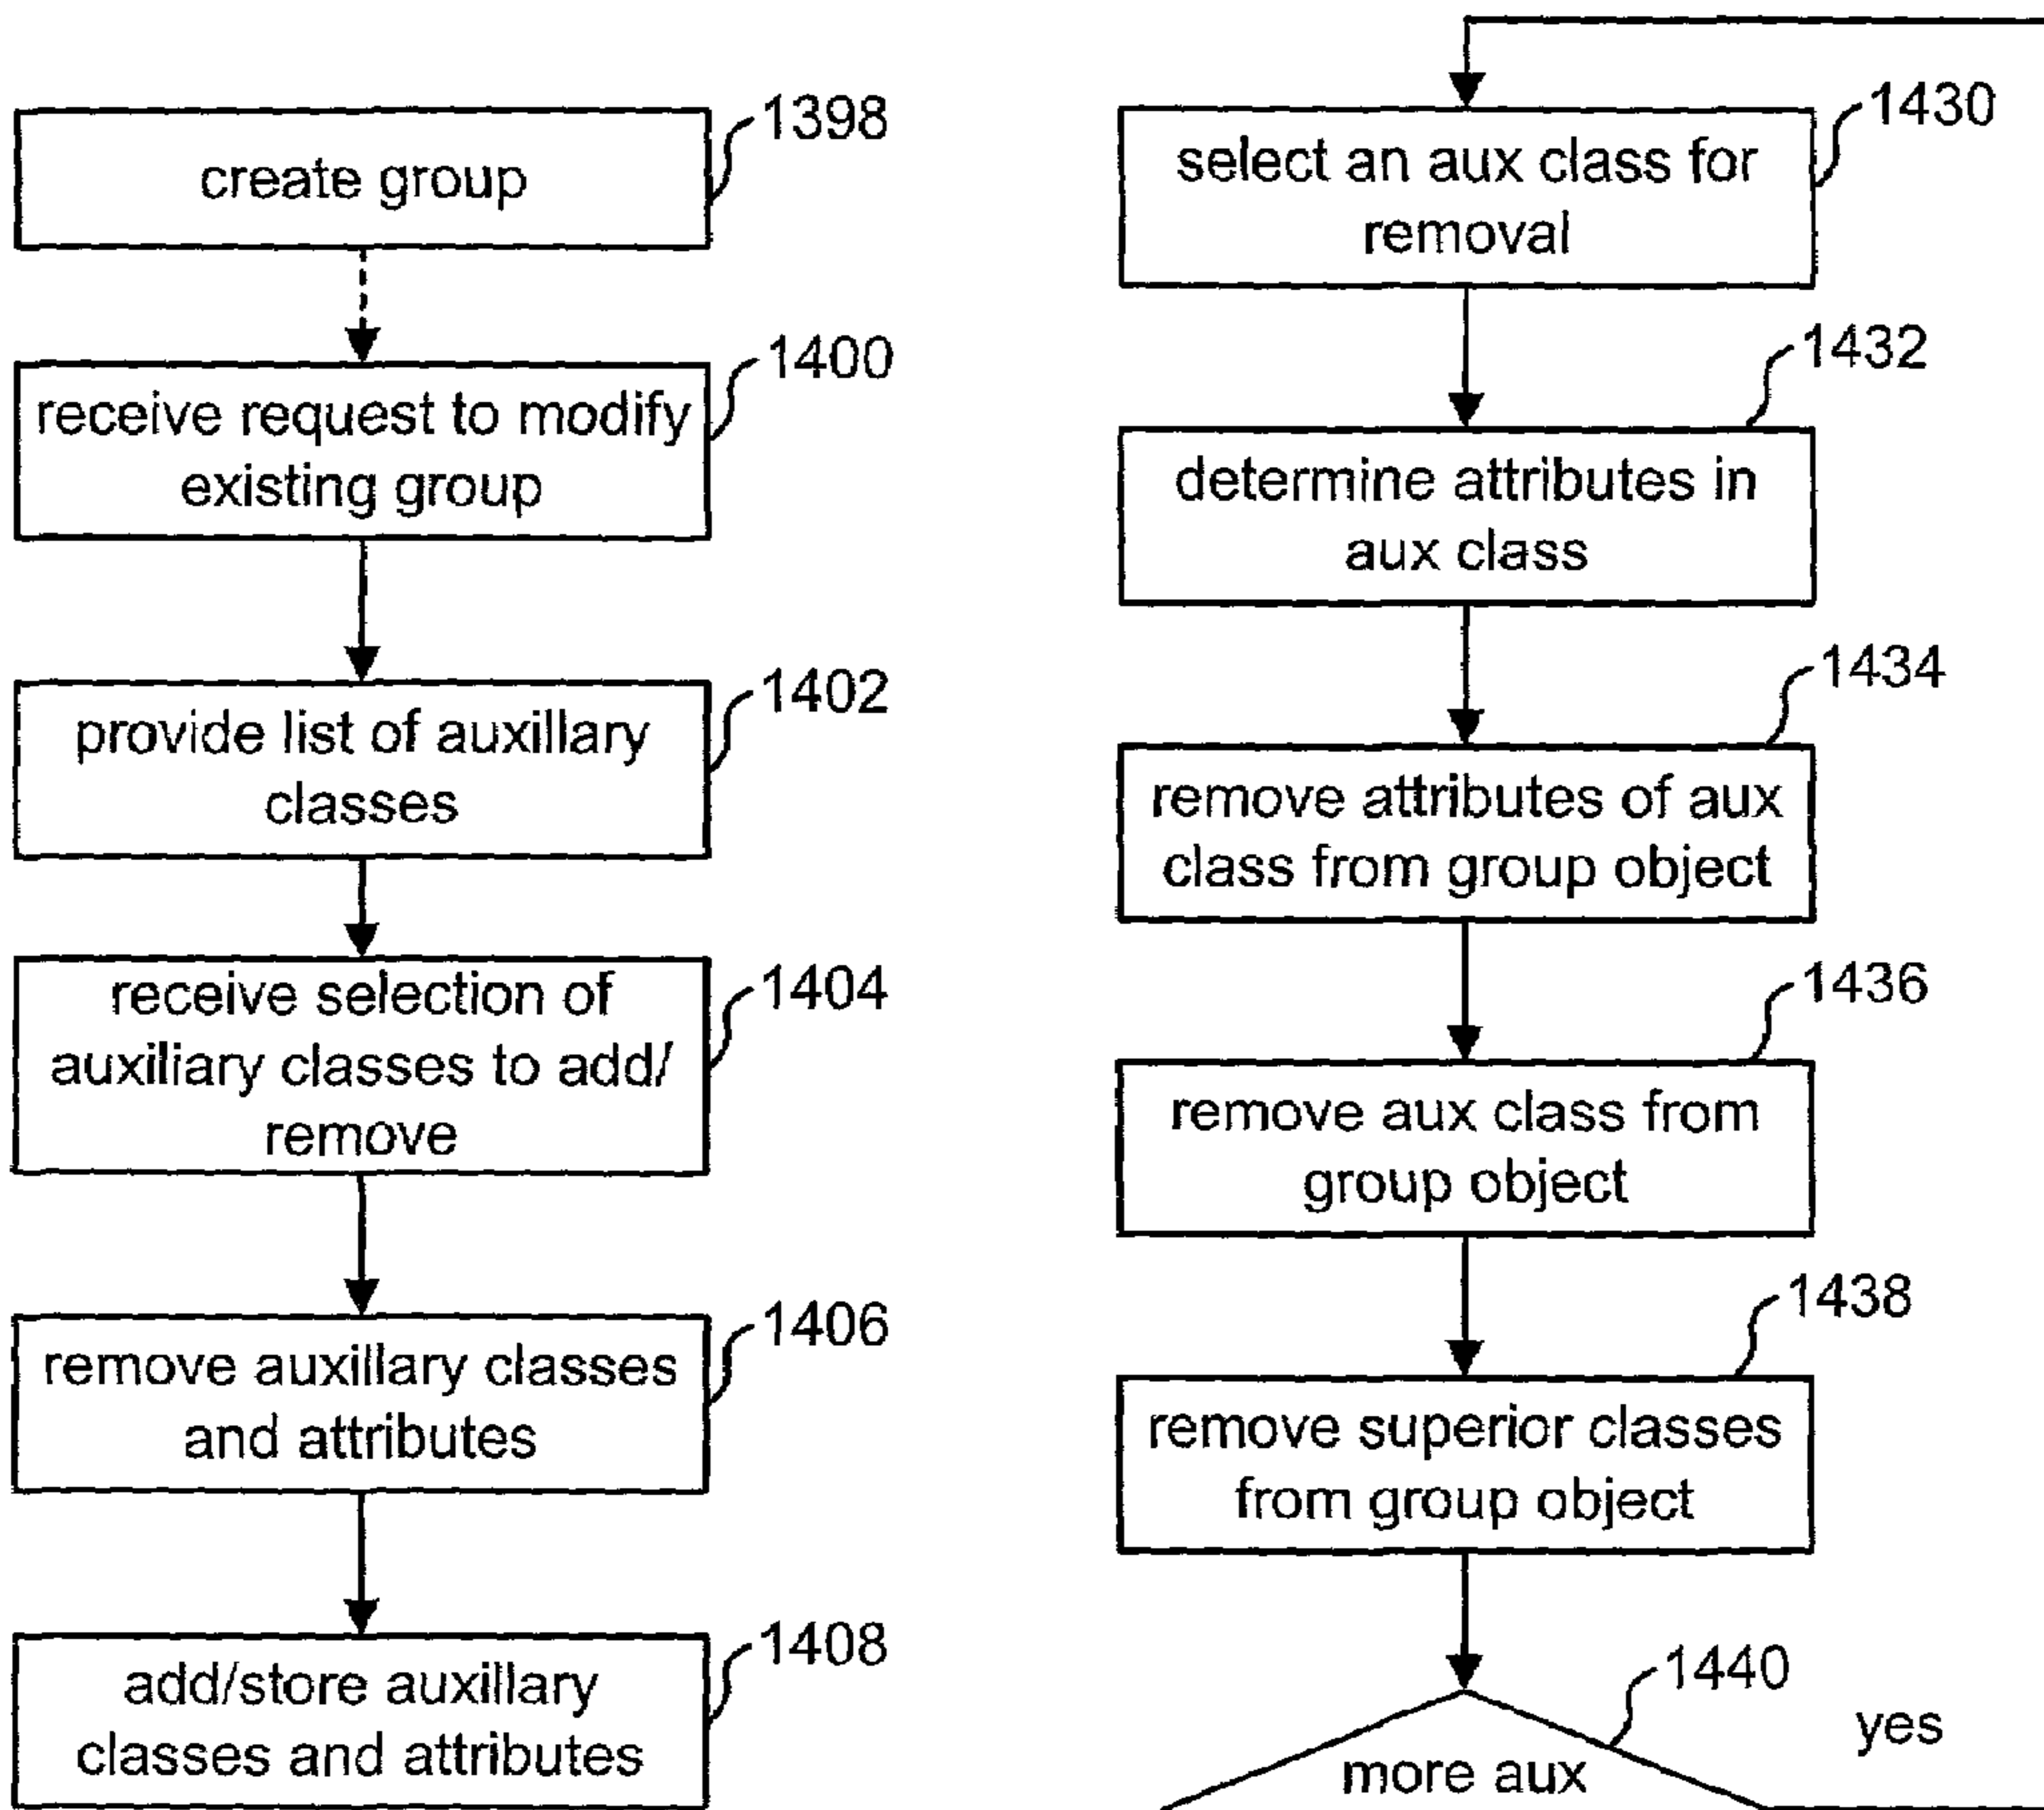 1398
create group
1400
receive request to modify
existing group
1402
provide list of auxillary
classes
1404
receive selection of
auxiliary classes to add/
remove
1406
remove auxillary classes
and attributes
1408
add/store auxillary
classes and attributes
1430
select an aux class for
removal
1432
determine attributes in
aux class
1434
remove attributes of aux
class from group object
1436
remove aux class from
group object
1438
remove superior classes
from group object
1440
more aux
yes